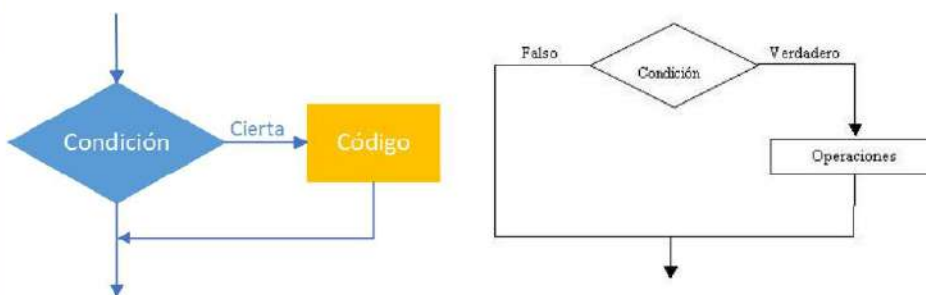 Condición
Cierta
Código
Falso
Verdadero
Condición
Operaciones